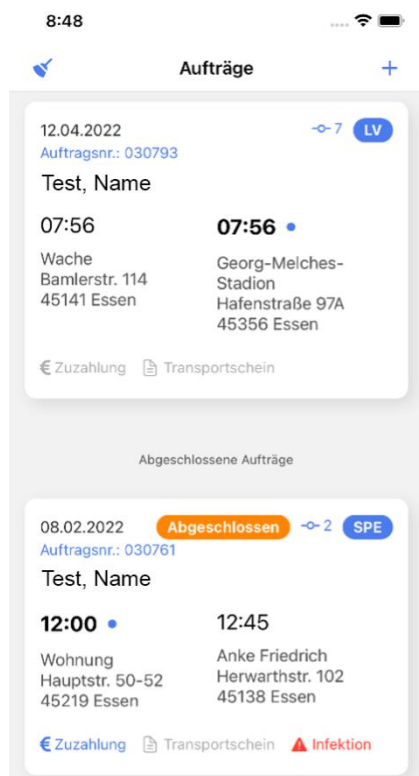 8:48
Aufträge
12.04.2022 7 LV
Auftragsnr.: 030793
Test, Name
07:56 07:56
Wache
Bamlerstr. 114
45141 Essen
Georg-Melches-
Stadion
Hafenstraße 97A
45356 Essen
€ Zuzahlung Transportschein
Abgeschlossene Aufträge
08.02.2022 Abgeschlossen 2 SPE
Auftragsnr.: 030761
Test, Name
12:00 12:45
Wohnung
Hauptstr. 50-52
45219 Essen
Anke Friedrich
Herwarthstr. 102
45138 Essen
€ Zuzahlung Transportschein Infektion